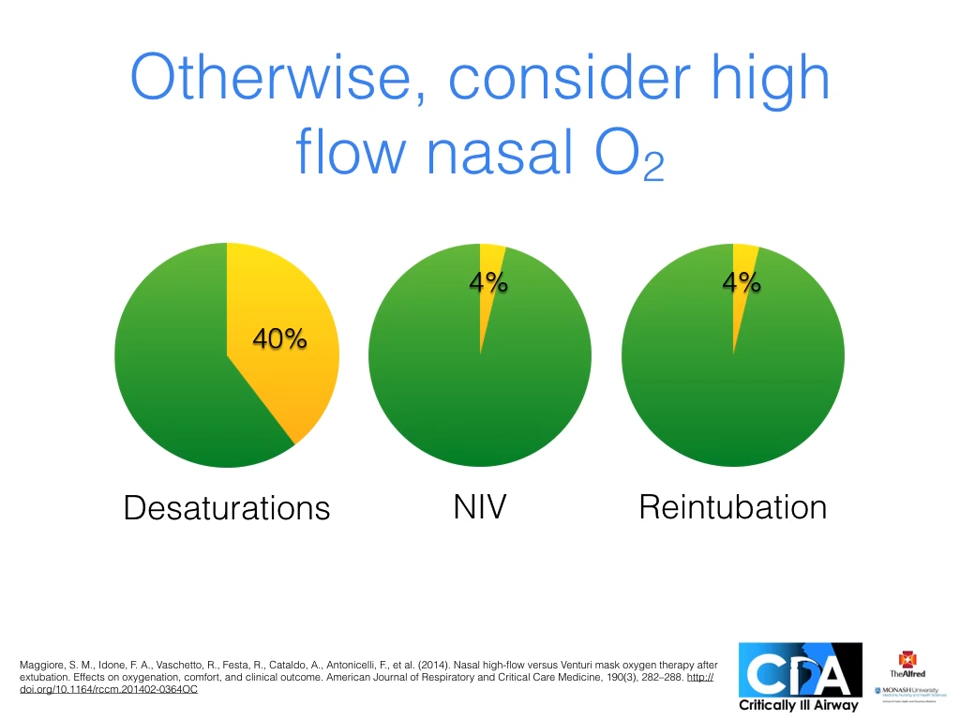 Otherwise, consider high
flow nasal O₂
40%
4%
4%
Desaturations
NIV
Reintubation
Maggiore, S. M., Idone, F. A., Vaschetto, R., Festa, R., Cataldo, A., Antonicelli, F., et al. (2014). Nasal high-flow versus Venturi mask oxygen therapy after
extubation. Effects on oxygenation, comfort, and clinical outcome. American Journal of Respiratory and Critical Care Medicine, 190(3), 282–288. http://
doi.org/10.1164/rccm.201402-0364OC
CIA
Critically Ill Airway
TheAlfred
MONASH University